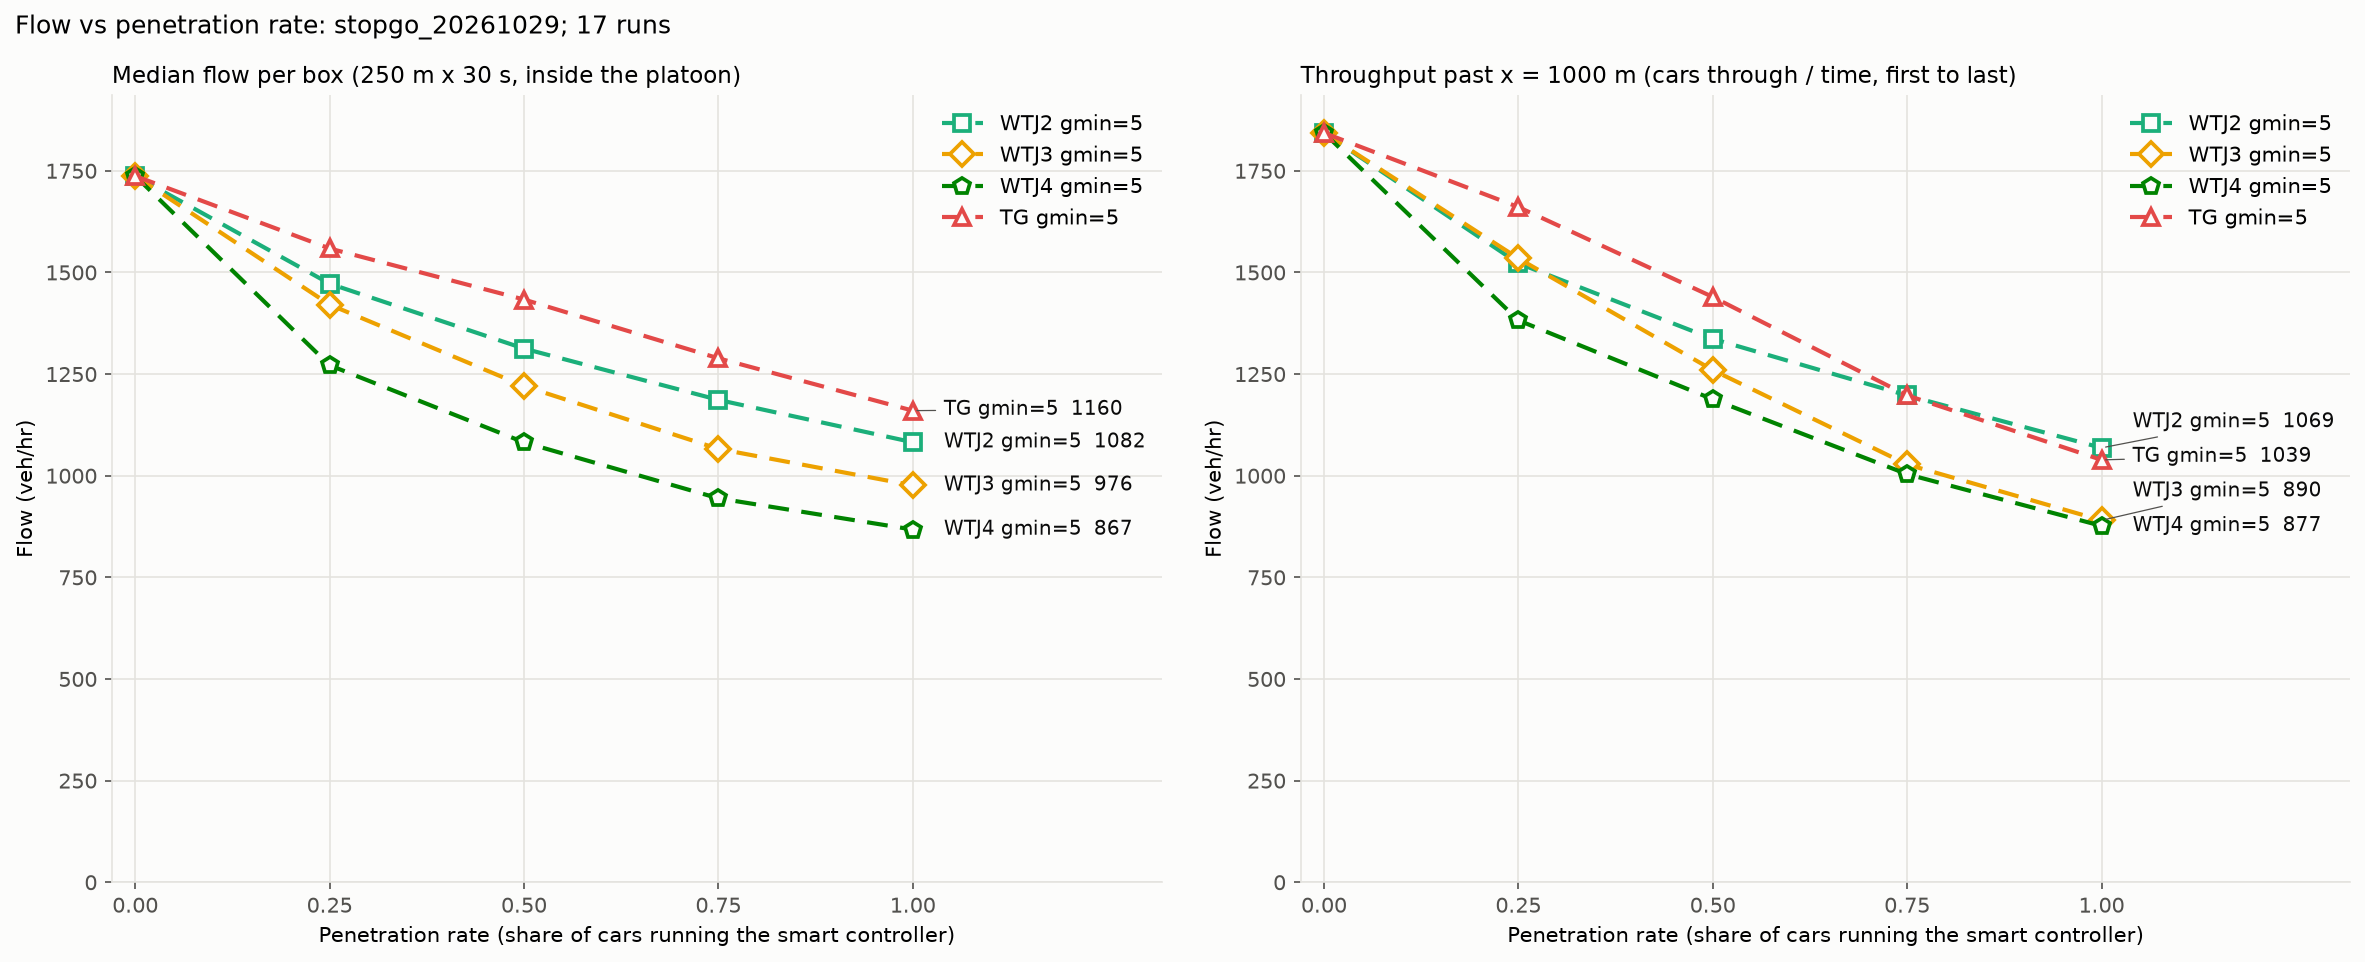 Flow vs penetration rate: stopgo_20261029; 17 runs
Median flow per box (250 m x 30 s, inside the platoon)
WTJ2 gmin=5
WTJ3 gmin=5
WTJ4 gmin=5
TG gmin=5
1750
1500
1250
1000
750
500
250
0
Flow (veh/hr)
TG gmin=5 1160
WTJ2 gmin=5 1082
WTJ3 gmin=5 976
WTJ4 gmin=5 867
0.00 0.25 0.50 0.75 1.00
Penetration rate (share of cars running the smart controller)
Throughput past x = 1000 m (cars through / time, first to last)
WTJ2 gmin=5
WTJ3 gmin=5
WTJ4 gmin=5
TG gmin=5
1750
1500
1250
1000
750
500
250
0
Flow (veh/hr)
WTJ2 gmin=5 1069
TG gmin=5 1039
WTJ3 gmin=5 890
WTJ4 gmin=5 877
0.00 0.25 0.50 0.75 1.00
Penetration rate (share of cars running the smart controller)